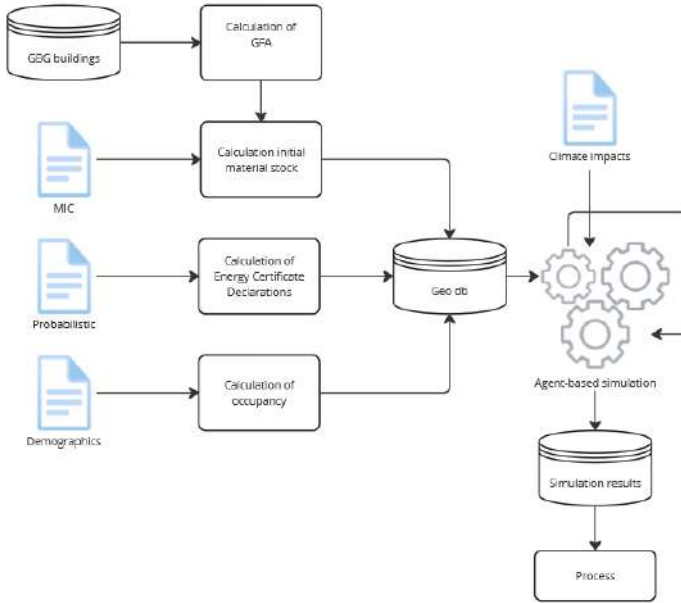 GBG buildings
Calculation of
GFA
MIC
Calculation initial
material stock
Climate impacts
Probabilistic
Calculation of
Energy Certificate
Declarations
Geo db
Demographics
Calculation of
occupancy
Agent-based simulation
Simulation results
Process